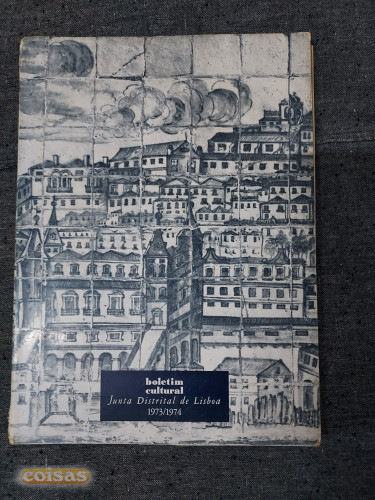 boletim
cultural
Junta Distrital de Lisboa
1973/1974
coisas